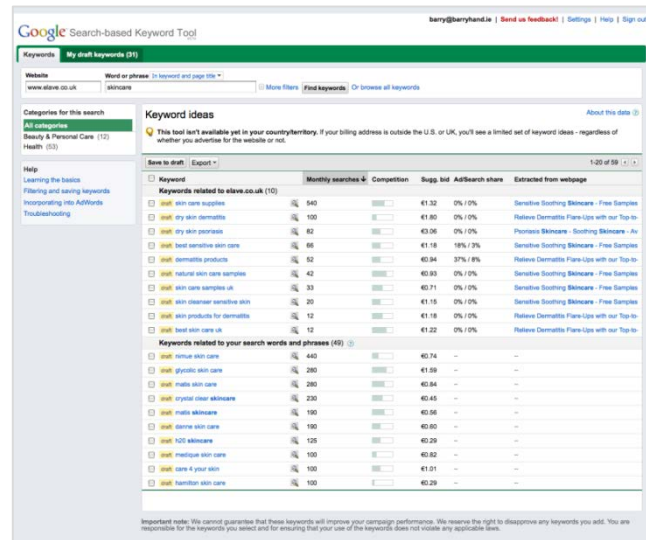 barry@barryhand.ie | Send us feedback! | Settings | Help | Sign out
Google Search-based Keyword Tool
Keywords My draft keywords (31)
Website Word or phrase In keyword and page title
www.elave.co.uk skincare More filters Find keywords Or browse all keywords
Categories for this search
All categories
Beauty & Personal Care (12)
Health (53)
Help
Learning the basics
Filtering and saving keywords
Incorporating into AdWords
Troubleshooting
Keyword ideas About this data
This tool isn't available yet in your country/territory. If your billing address is outside the U.S. or UK, you'll see a limited set of keyword ideas - regardless of
whether you advertise for the website or not.
Save to draft Export 1-20 of 59
Keyword Monthly searches Competition Sugg. bid Ad/Search share Extracted from webpage
Keywords related to elave.co.uk (10)
draft skin care supplies 540 €1.32 0% / 0% Sensitive Soothing Skincare - Free Samples
draft dry skin dermatitis 100 €1.80 0% / 0% Relieve Dermatitis Flare-Ups with our Top-to-
draft dry skin psoriasis 82 €3.06 0% / 0% Psoriasis Skincare - Soothing Skincare - Av
draft best sensitive skin care 66 €1.18 18% / 3% Sensitive Soothing Skincare - Free Samples
draft dermatitis products 52 €0.94 37% / 8% Relieve Dermatitis Flare-Ups with our Top-to-
draft natural skin care samples 42 €0.93 0% / 0% Sensitive Soothing Skincare - Free Samples
draft skin care samples uk 33 €0.71 0% / 0% Sensitive Soothing Skincare - Free Samples
draft skin cleanser sensitive skin 20 €1.15 0% / 0% Sensitive Soothing Skincare - Free Samples
draft skin products for dermatitis 12 €1.18 0% / 0% Relieve Dermatitis Flare-Ups with our Top-to-
draft best skin care uk 12 €1.22 0% / 0% Relieve Dermatitis Flare-Ups with our Top-to-
Keywords related to your search words and phrases (49)
draft nimue skin care 440 €0.74 – –
draft glycolic skin care 280 €1.59 – –
draft matis skin care 280 €0.84 – –
draft crystal clear skincare 230 €0.45 – –
draft matis skincare 190 €0.56 – –
draft danne skin care 190 €0.60 – –
draft h20 skincare 125 €0.29 – –
draft medique skin care 100 €0.82 – –
draft care 4 your skin 100 €1.01 – –
draft hamilton skin care 100 €0.29 – –
Important note: We cannot guarantee that these keywords will improve your campaign performance. We reserve the right to disapprove any keywords you add. You are
responsible for the keywords you select and for ensuring that your use of the keywords does not violate any applicable laws.